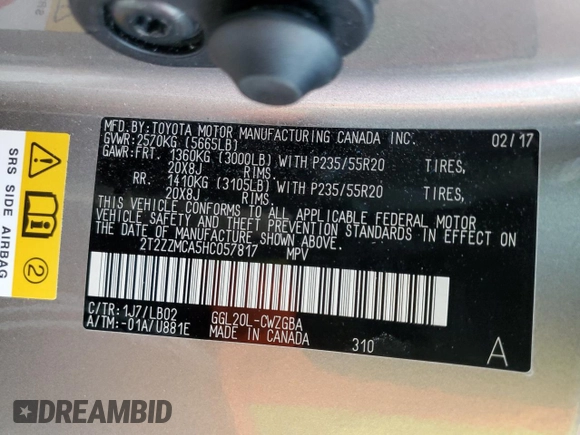 MFD.BY: TOYOTA MOTOR MANUFACTURING CANADA INC. 02/17
GVWR: 2570KG (5665LB)
GAWR: FRT. 1360KG (3000LB) WITH P235/55R20 TIRES,
20X8J RIMS.
RR. 1410KG (3105LB) WITH P235/55R20 TIRES,
20X8J RIMS.
THIS VEHICLE CONFORMS TO ALL APPLICABLE FEDERAL MOTOR
VEHICLE SAFETY AND THEFT PREVENTION STANDARDS IN EFFECT ON
THE DATE OF MANUFACTURE SHOWN ABOVE.
2T2ZZMCA5HC057817 MPV
C/TR: 1J7/LB02 GGL20L-CWZGBA
A/TM: -01A/U881E MADE IN CANADA 310 A
SRS SIDE AIRBAG
2
DREAMBID